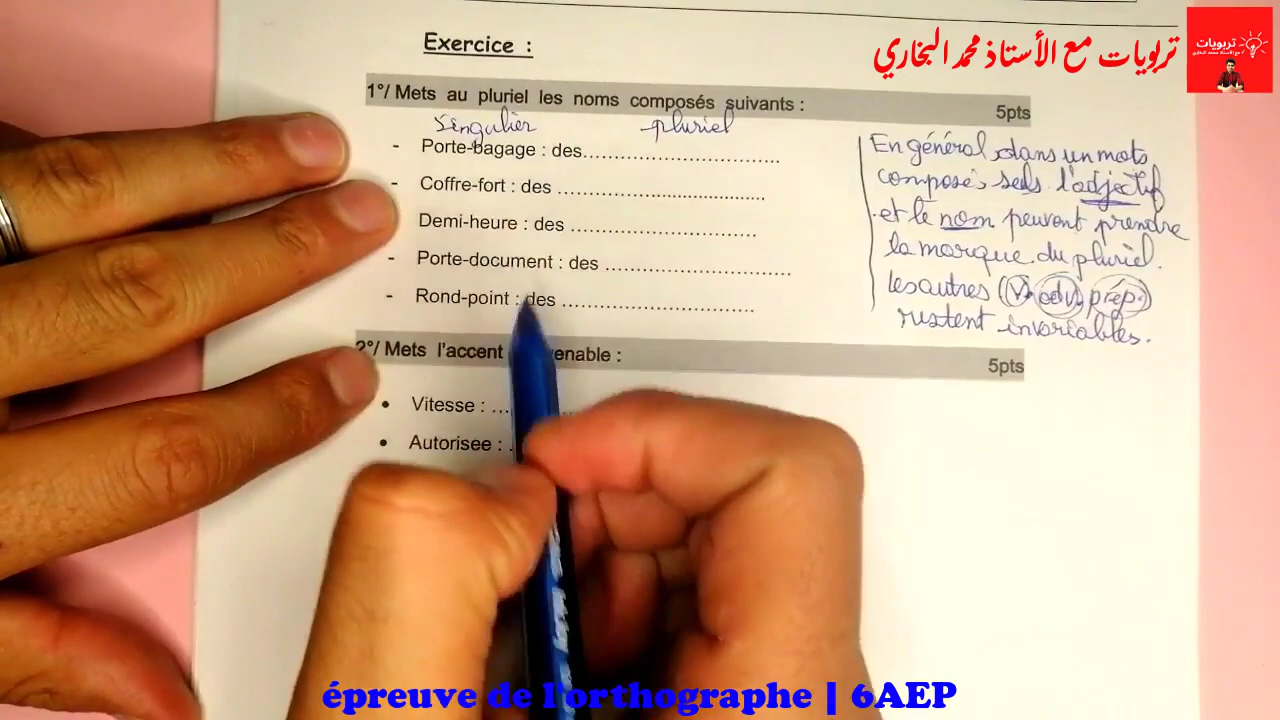 تربويات مع الأستاذ محمد البخاري
تربويات
Exercice :
1°/ Mets au pluriel les noms composés suivants : 5pts
singulier pluriel
- Porte-bagage : des..............................
- Coffre-fort : des ................................
Demi-heure : des .............................
- Porte-document : des .............................
- Rond-point : des ..............................
En général dans un mots
composés seuls l'adjectif
et le nom peuvent prendre
la marque du pluriel.
les autres (V. adv. prép.)
restent invariables.
2°/ Mets l'accent venable : 5pts
• Vitesse : ...
• Autorisee : .
épreuve de l'orthographe | 6AEP